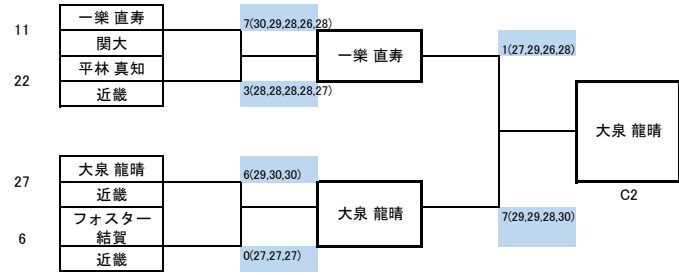 一樂 直寿
11
7(30,29,28,26,28)
関大
一樂 直寿
1(27,29,26,28)
平林 真知
22
3(28,28,28,28,27)
近畿
大泉 龍晴
C2
大泉 龍晴
27
6(29,30,30)
近畿
大泉 龍晴
7(29,29,28,30)
フォスター
結賀
6
0(27,27,27)
近畿